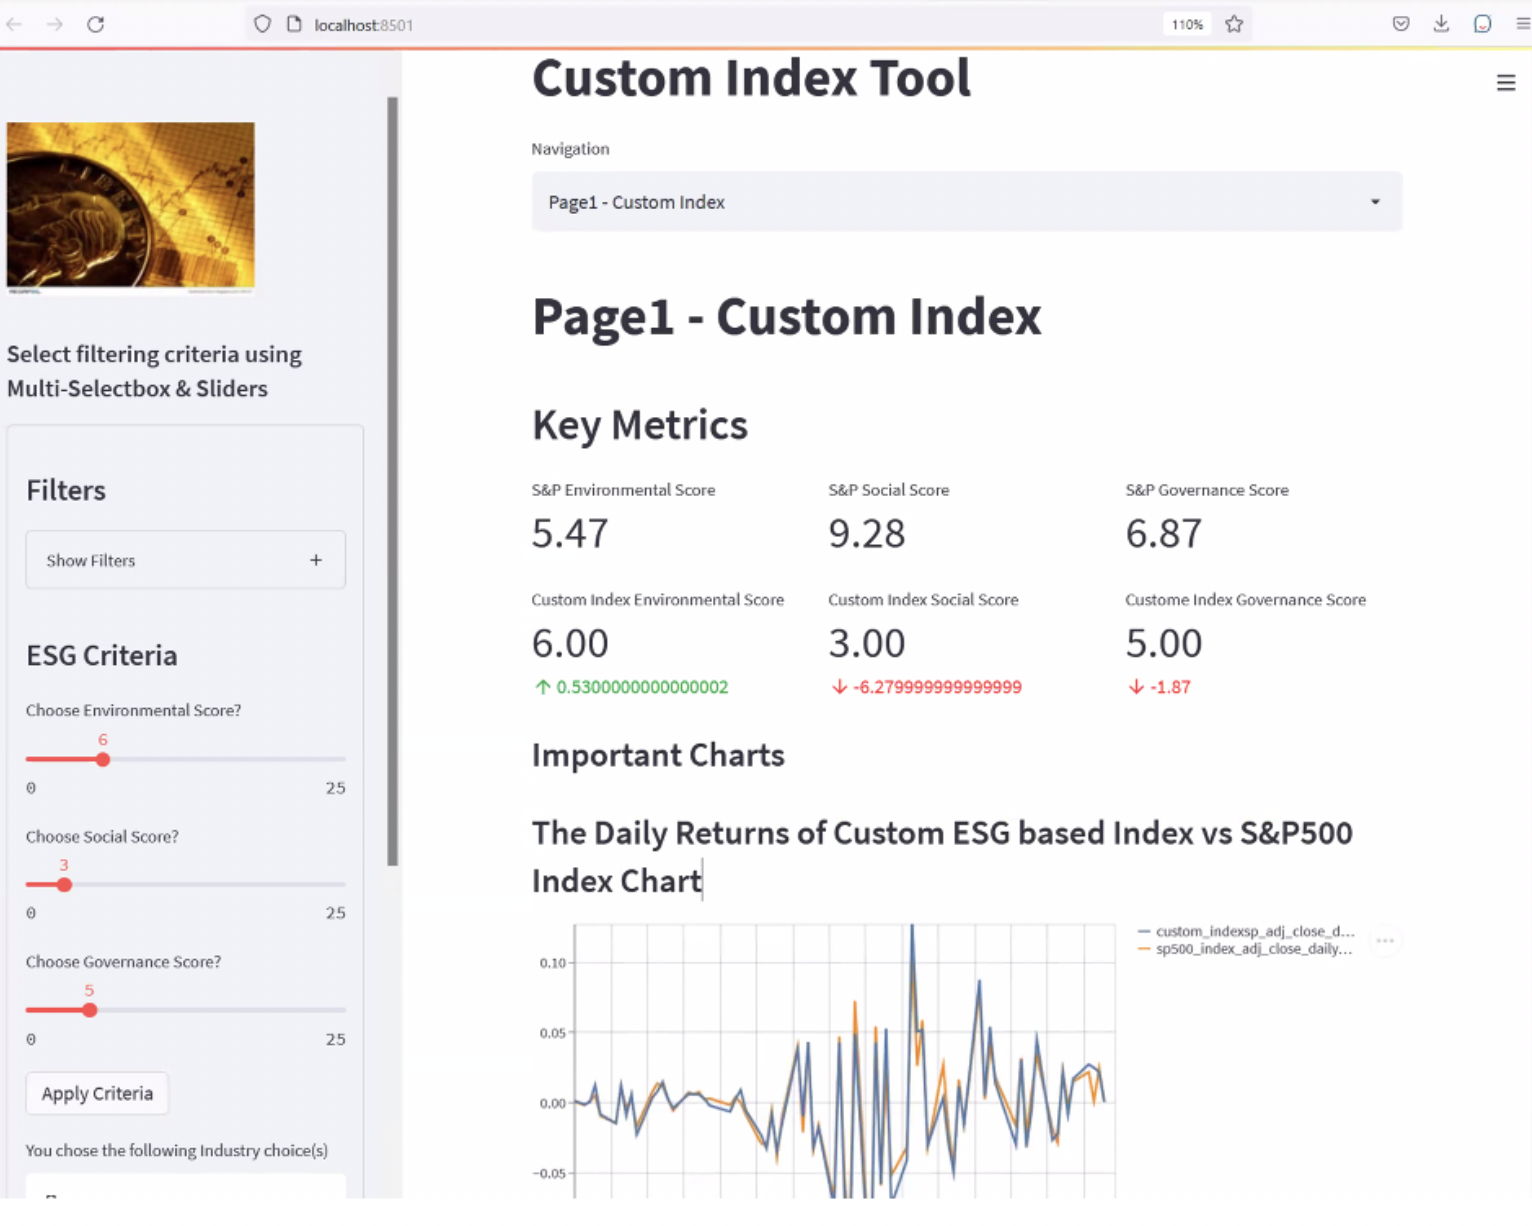 localhost:8501
110%
LIBERT
Select filtering criteria using
Multi-Selectbox & Sliders
Filters
Show Filters +
ESG Criteria
Choose Environmental Score?
6
0 25
Choose Social Score?
3
0 25
Choose Governance Score?
5
0 25
Apply Criteria
You chose the following Industry choice(s)
Custom Index Tool
Navigation
Page1 - Custom Index
Page1 - Custom Index
Key Metrics
S&P Environmental Score S&P Social Score S&P Governance Score
5.47 9.28 6.87
Custom Index Environmental Score Custom Index Social Score Custome Index Governance Score
6.00 3.00 5.00
↑ 0.5300000000000002 ↓ -6.279999999999999 ↓ -1.87
Important Charts
The Daily Returns of Custom ESG based Index vs S&P500
Index Chart
custom_indexsp_adj_close_d...
sp500_index_adj_close_daily...
0.10
0.05
0.00
−0.05